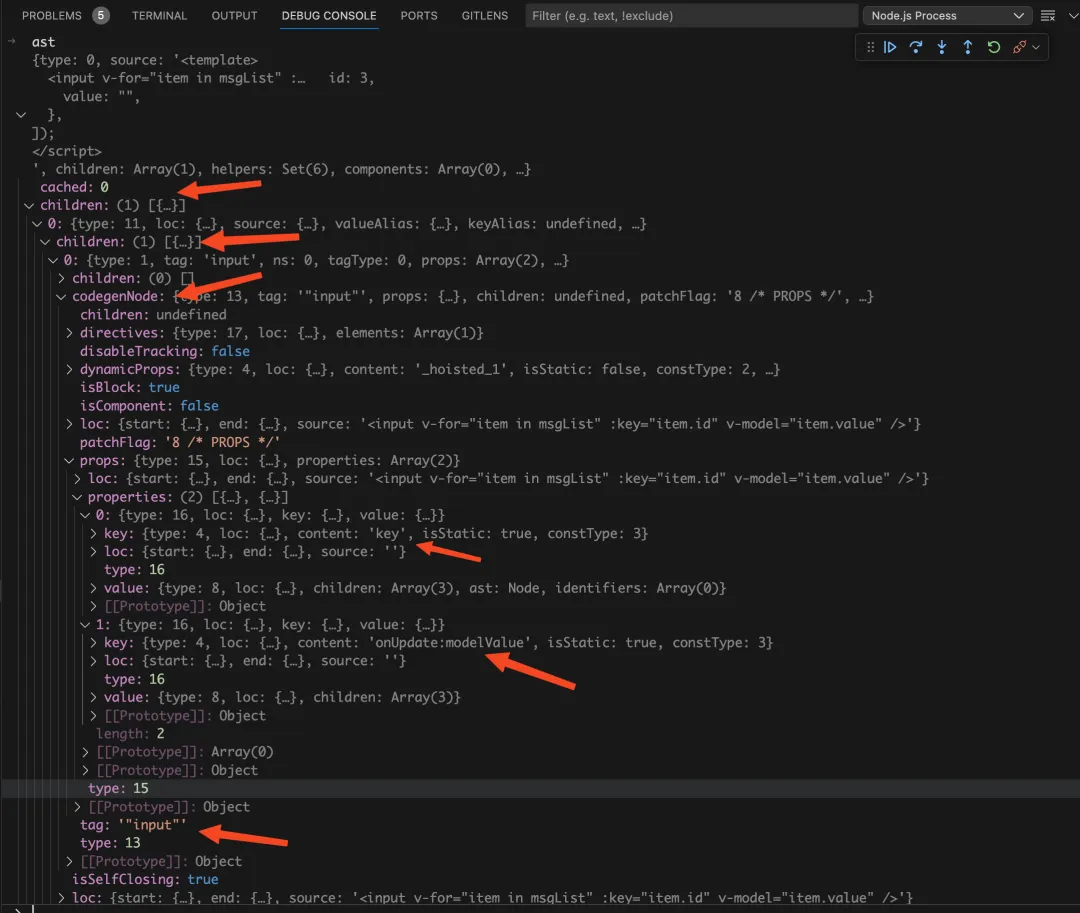 PROBLEMS 5 TERMINAL OUTPUT DEBUG CONSOLE PORTS GITLENS Filter (e.g. text, !exclude) Node.js Process
ast
{type: 0, source: '<template>
<input v-for="item in msgList" :… id: 3,
value: "",
},
]);
</script>
', children: Array(1), helpers: Set(6), components: Array(0), …}
cached: 0
children: (1) [{…}]
0: {type: 11, loc: {…}, source: {…}, valueAlias: {…}, keyAlias: undefined, …}
children: (1) [{…}]
0: {type: 1, tag: 'input', ns: 0, tagType: 0, props: Array(2), …}
children: (0) []
codegenNode: {type: 13, tag: '"input"', props: {…}, children: undefined, patchFlag: '8 /* PROPS */', …}
children: undefined
directives: {type: 17, loc: {…}, elements: Array(1)}
disableTracking: false
dynamicProps: {type: 4, loc: {…}, content: '_hoisted_1', isStatic: false, constType: 2, …}
isBlock: true
isComponent: false
loc: {start: {…}, end: {…}, source: '<input v-for="item in msgList" :key="item.id" v-model="item.value" />'}
patchFlag: '8 /* PROPS */'
props: {type: 15, loc: {…}, properties: Array(2)}
loc: {start: {…}, end: {…}, source: '<input v-for="item in msgList" :key="item.id" v-model="item.value" />'}
properties: (2) [{…}, {…}]
0: {type: 16, loc: {…}, key: {…}, value: {…}}
key: {type: 4, loc: {…}, content: 'key', isStatic: true, constType: 3}
loc: {start: {…}, end: {…}, source: ''}
type: 16
value: {type: 8, loc: {…}, children: Array(3), ast: Node, identifiers: Array(0)}
[[Prototype]]: Object
1: {type: 16, loc: {…}, key: {…}, value: {…}}
key: {type: 4, loc: {…}, content: 'onUpdate:modelValue', isStatic: true, constType: 3}
loc: {start: {…}, end: {…}, source: ''}
type: 16
value: {type: 8, loc: {…}, children: Array(3)}
[[Prototype]]: Object
length: 2
[[Prototype]]: Array(0)
[[Prototype]]: Object
type: 15
[[Prototype]]: Object
tag: '"input"'
type: 13
[[Prototype]]: Object
isSelfClosing: true
loc: {start: {…}, end: {…}, source: '<input v-for="item in msgList" :key="item.id" v-model="item.value" />'}